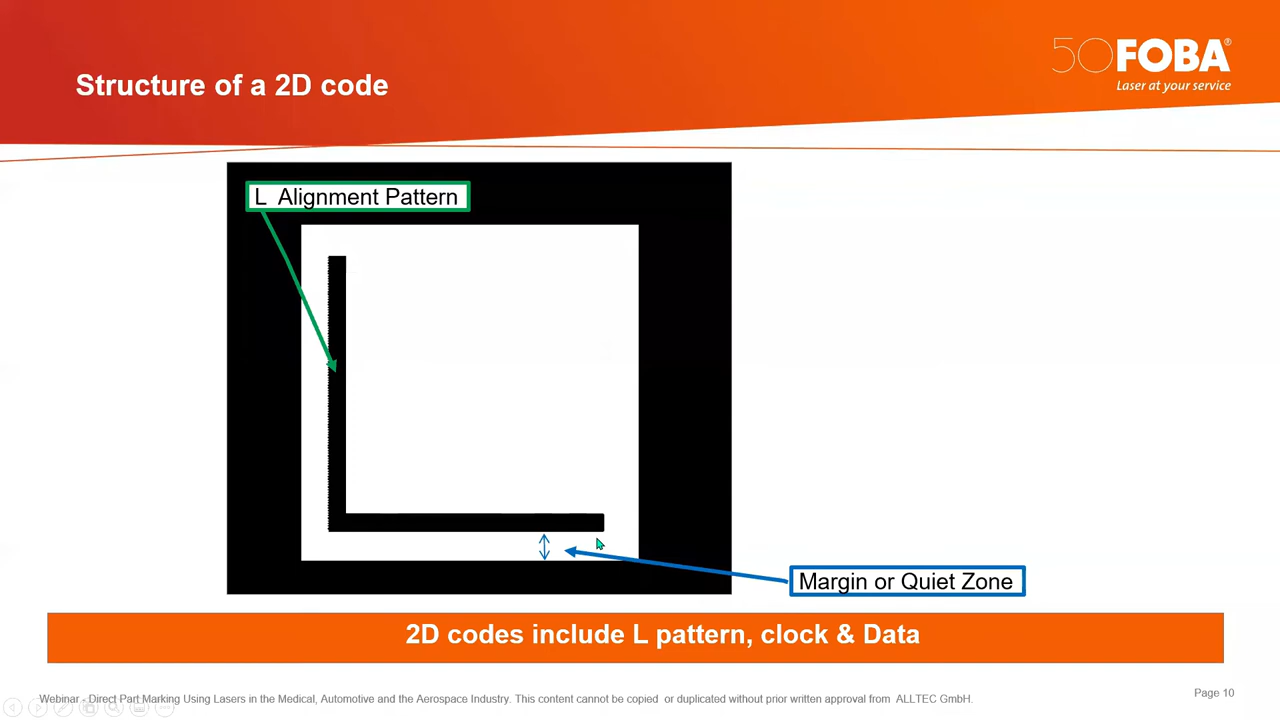 Structure of a 2D code
50 FOBA®
Laser at your service
L Alignment Pattern
Margin or Quiet Zone
2D codes include L pattern, clock & Data
Webinar - Direct Part Marking Using Lasers in the Medical, Automotive and the Aerospace Industry. This content cannot be copied or duplicated without prior written approval from ALLTEC GmbH.
Page 10